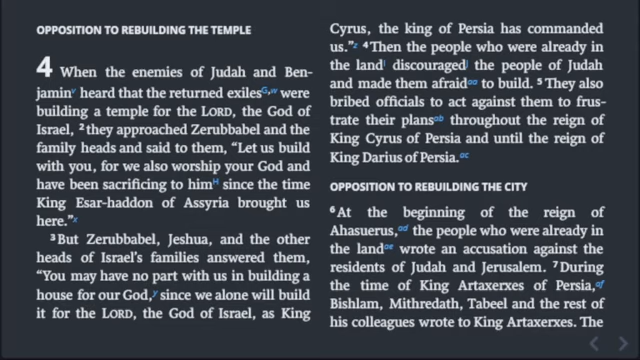 OPPOSITION TO REBUILDING THE TEMPLE
4 When the enemies of Judah and Ben-
jaminv heard that the returned exilesG,w were
building a temple for the LORD, the God of
Israel, 2 they approached Zerubbabel and the
family heads and said to them, “Let us build
with you, for we also worship your God and
have been sacrificing to himH since the time
King Esar-haddon of Assyria brought us
here.”x
3 But Zerubbabel, Jeshua, and the other
heads of Israel’s families answered them,
“You may have no part with us in building a
house for our God,y since we alone will build
it for the LORD, the God of Israel, as King
Cyrus, the king of Persia has commanded
us.”z 4 Then the people who were already in
the landI discouragedJ the people of Judah
and made them afraidaa to build. 5 They also
bribed officials to act against them to frus-
trate their plansab throughout the reign of
King Cyrus of Persia and until the reign of
King Darius of Persia.ac
OPPOSITION TO REBUILDING THE CITY
6 At the beginning of the reign of
Ahasuerus,ad the people who were already in
the landae wrote an accusation against the
residents of Judah and Jerusalem. 7 During
the time of King Artaxerxes of Persia,af
Bishlam, Mithredath, Tabeel and the rest of
his colleagues wrote to King Artaxerxes. The